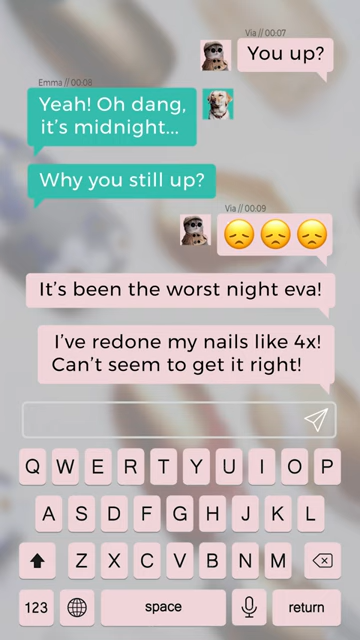 Via // 00:07
You up?
Emma // 00:08
Yeah! Oh dang,
it's midnight...
Why you still up?
Via // 00:09
😞 😞 😞
It's been the worst night eva!
I've redone my nails like 4x!
Can't seem to get it right!
Q W E R T Y U I O P
A S D F G H J K L
Z X C V B N M
123 space return